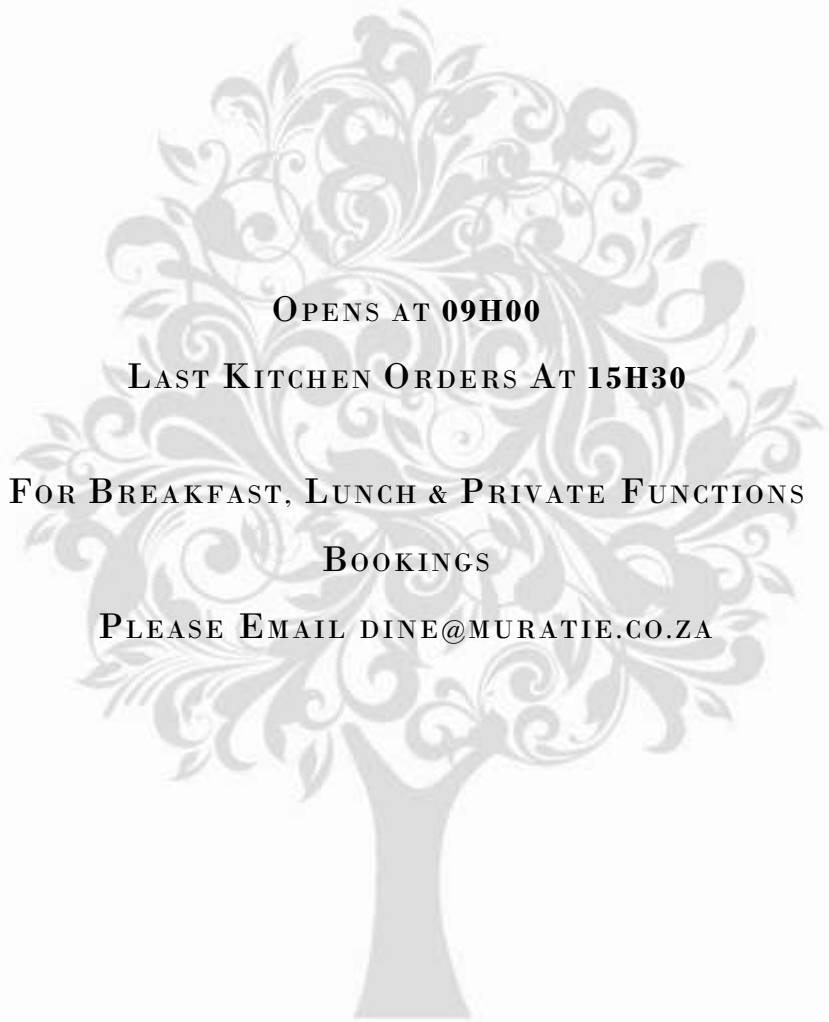 Opens at 09H00
Last Kitchen Orders At 15H30
For Breakfast, Lunch & Private Functions
Bookings
Please Email dine@muratie.co.za